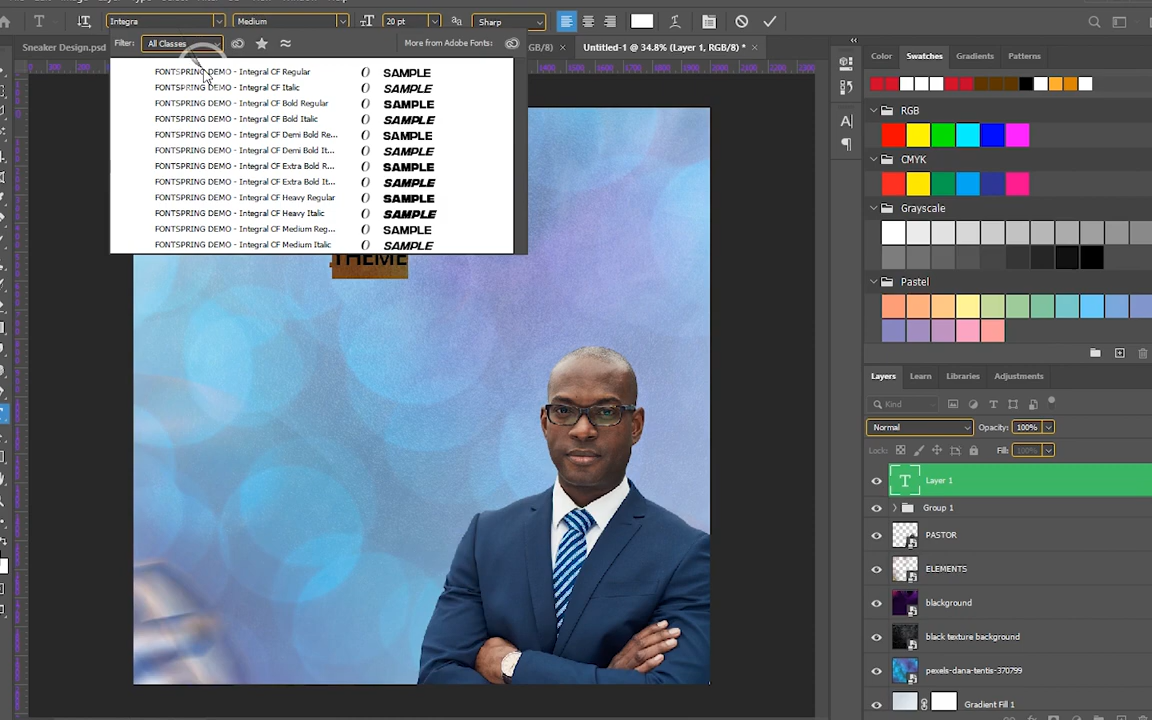 Integra Medium 20 pt Sharp
Filter: All Classes More from Adobe Fonts:
Sneaker Design.psd GB/8) Untitled-1 @ 34.8% (Layer 1, RGB/8) *
FONTSPRING DEMO - Integral CF Regular SAMPLE
FONTSPRING DEMO - Integral CF Italic SAMPLE
FONTSPRING DEMO - Integral CF Bold Regular SAMPLE
FONTSPRING DEMO - Integral CF Bold Italic SAMPLE
FONTSPRING DEMO - Integral CF Demi Bold Re... SAMPLE
FONTSPRING DEMO - Integral CF Demi Bold It... SAMPLE
FONTSPRING DEMO - Integral CF Extra Bold R... SAMPLE
FONTSPRING DEMO - Integral CF Extra Bold It... SAMPLE
FONTSPRING DEMO - Integral CF Heavy Regular SAMPLE
FONTSPRING DEMO - Integral CF Heavy Italic SAMPLE
FONTSPRING DEMO - Integral CF Medium Reg... SAMPLE
FONTSPRING DEMO - Integral CF Medium Italic SAMPLE
THEME
Color Swatches Gradients Patterns
RGB
CMYK
Grayscale
Pastel
Layers Learn Libraries Adjustments
Kind
Normal Opacity: 100%
Lock: Fill: 100%
Layer 1
Group 1
PASTOR
ELEMENTS
blackground
black texture background
pexels-dana-tentis-370799
Gradient Fill 1